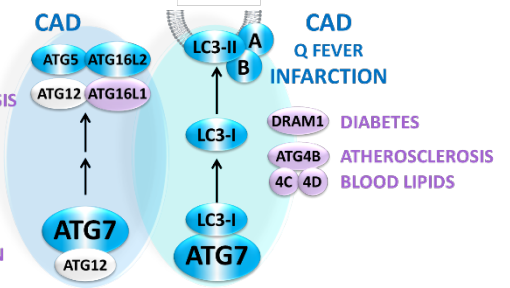 CAD
ATG5 ATG16L2
ATG12 ATG16L1
ATG7
ATG12
LC3-II A
B
LC3-I
LC3-I
ATG7
CAD
Q FEVER
INFARCTION
DRAM1 DIABETES
ATG4B ATHEROSCLEROSIS
4C 4D BLOOD LIPIDS
SIS
N